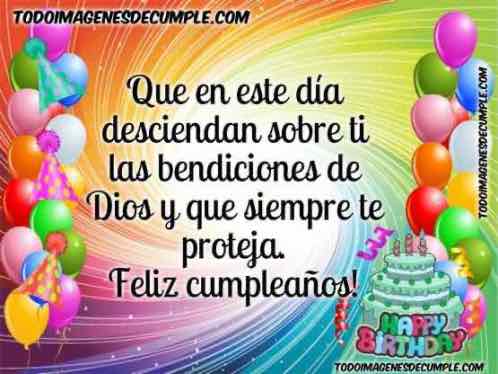 TODOIMAGENESDECUMPLE.COM
Que en este día
desciendan sobre ti
las bendiciones de
Dios y que siempre te
proteja.
Feliz cumpleaños!
HAPPY
BIRTHDAY
TODOIMAGENESDECUMPLE.COM
TODOIMAGENESDECUMPLE.COM